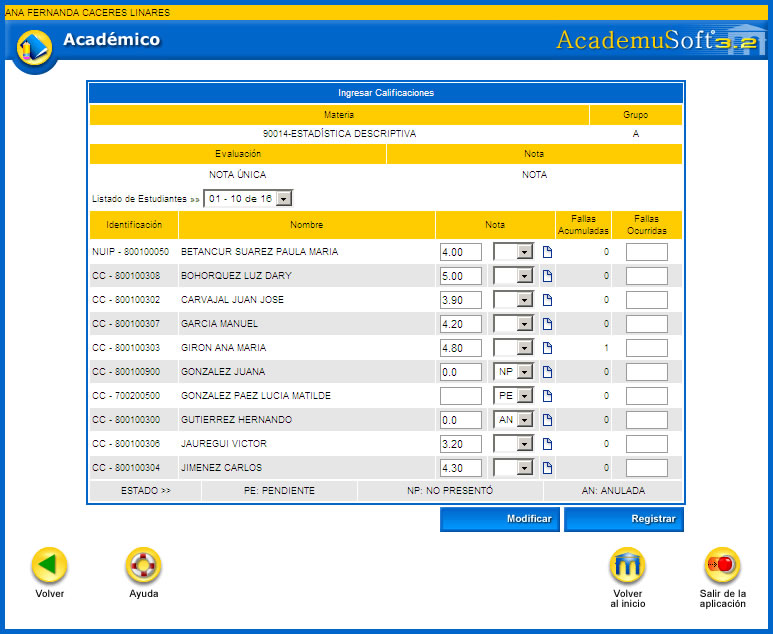 ANA FERNANDA CACERES LINARES
Académico
AcademuSoft 3.2
Ingresar Calificaciones
Materia Grupo
90014-ESTADÍSTICA DESCRIPTIVA A
Evaluación Nota
NOTA ÚNICA NOTA
Listado de Estudiantes »» 01 - 10 de 16
Identificación Nombre Nota Fallas Acumuladas Fallas Ocurridas
NUIP - 800100050 BETANCUR SUAREZ PAULA MARIA 4.00 0
CC - 800100308 BOHORQUEZ LUZ DARY 5.00 0
CC - 800100302 CARVAJAL JUAN JOSE 3.90 0
CC - 800100307 GARCIA MANUEL 4.20 0
CC - 800100303 GIRON ANA MARIA 4.80 1
CC - 800100900 GONZALEZ JUANA 0.0 NP 0
CC - 700200500 GONZALEZ PAEZ LUCIA MATILDE PE 0
CC - 800100300 GUTIERREZ HERNANDO 0.0 AN 0
CC - 800100306 JAUREGUI VICTOR 3.20 0
CC - 800100304 JIMENEZ CARLOS 4.30 0
ESTADO >> PE: PENDIENTE NP: NO PRESENTÓ AN: ANULADA
Modificar Registrar
Volver
Ayuda
Volver
al inicio
Salir de la
aplicación